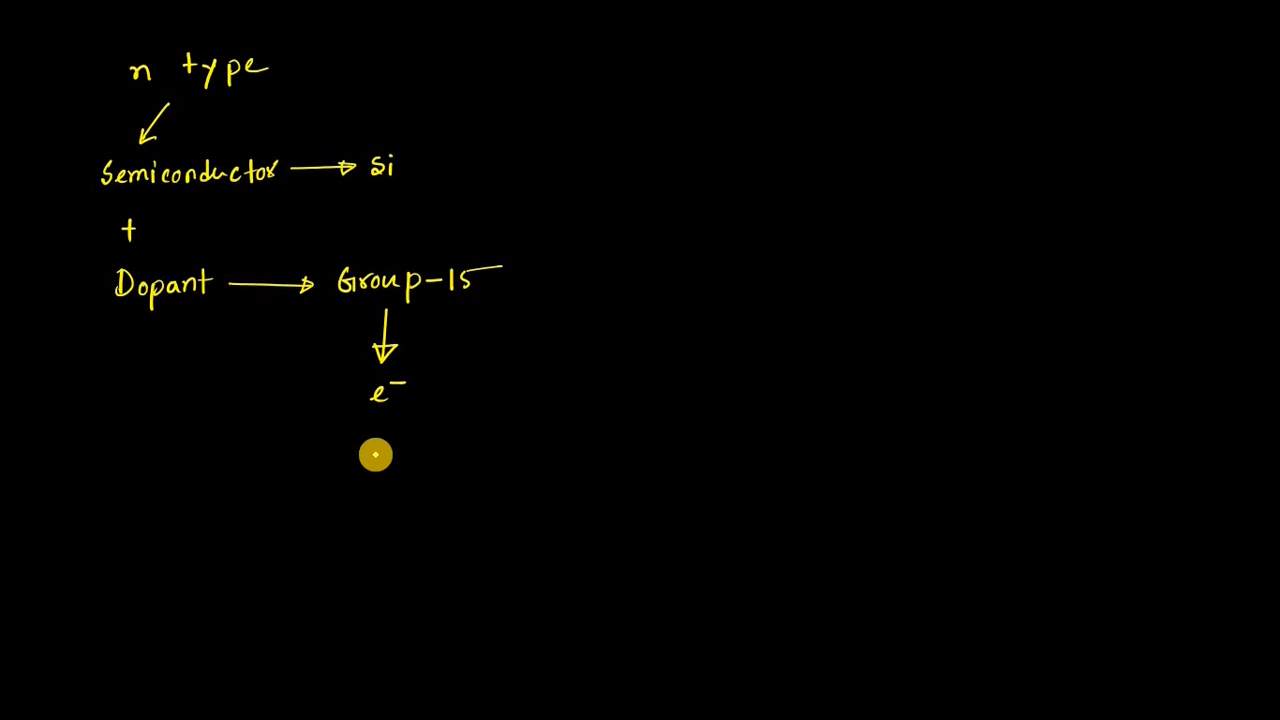 n type
Semiconductor → Si
+
Dopant → Group-15
e⁻